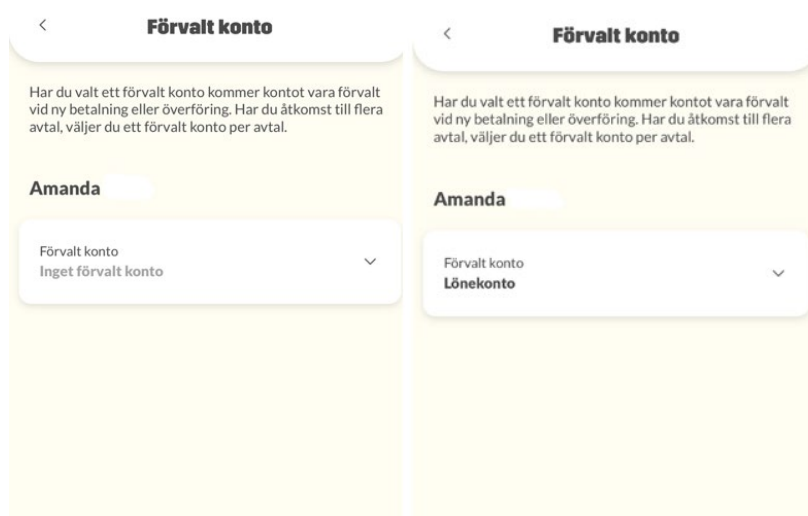 Förvalt konto
Har du valt ett förvalt konto kommer kontot vara förvalt
vid ny betalning eller överföring. Har du åtkomst till flera
avtal, väljer du ett förvalt konto per avtal.
Amanda
Förvalt konto
Inget förvalt konto
Förvalt konto
Har du valt ett förvalt konto kommer kontot vara förvalt
vid ny betalning eller överföring. Har du åtkomst till flera
avtal, väljer du ett förvalt konto per avtal.
Amanda
Förvalt konto
Lönekonto